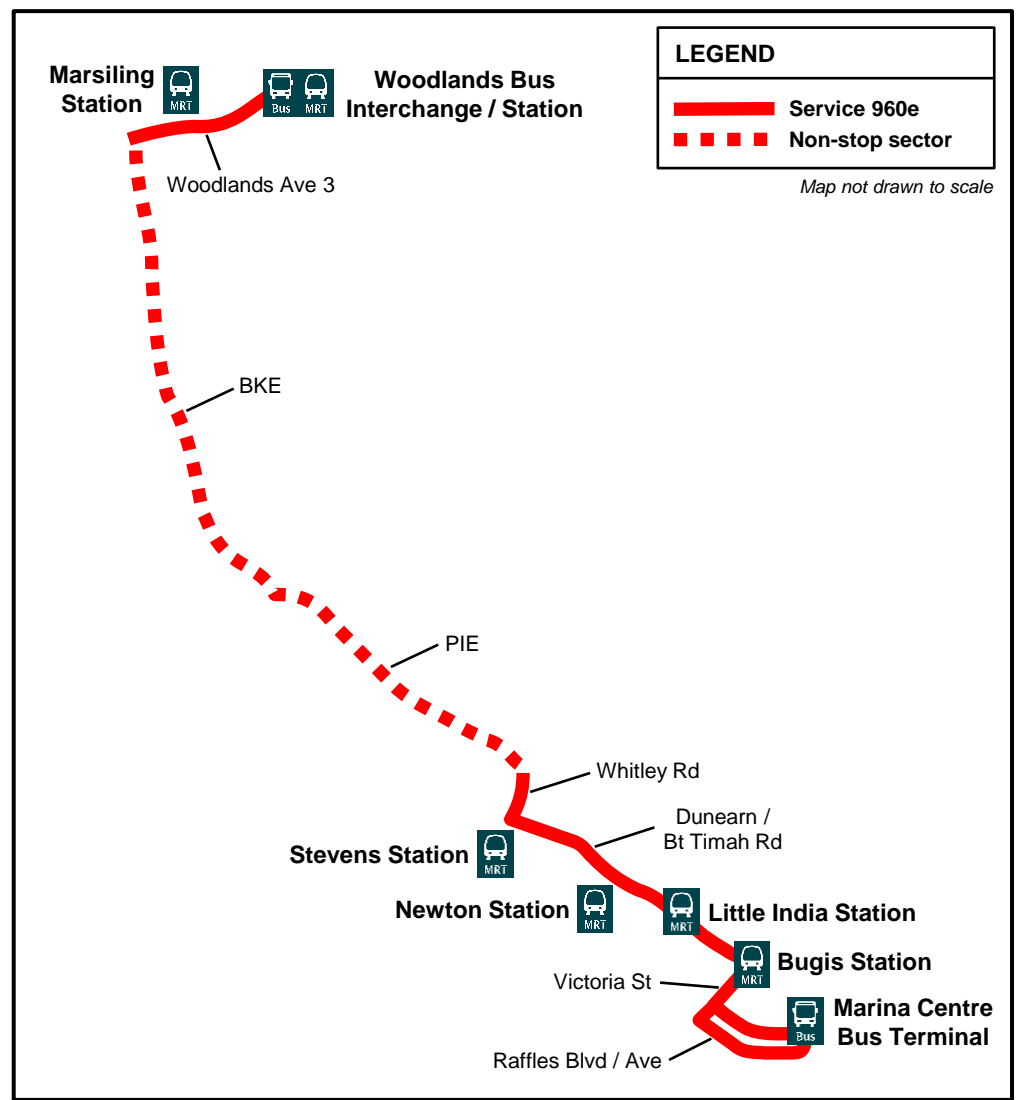 LEGEND
Service 960e
Non-stop sector
Map not drawn to scale
Marsiling
Station
MRT
Bus MRT
Woodlands Bus
Interchange / Station
Woodlands Ave 3
BKE
PIE
Whitley Rd
Dunearn /
Bt Timah Rd
Stevens Station
MRT
Newton Station
MRT
MRT
Little India Station
MRT
Bugis Station
Victoria St
Bus
Marina Centre
Bus Terminal
Raffles Blvd / Ave